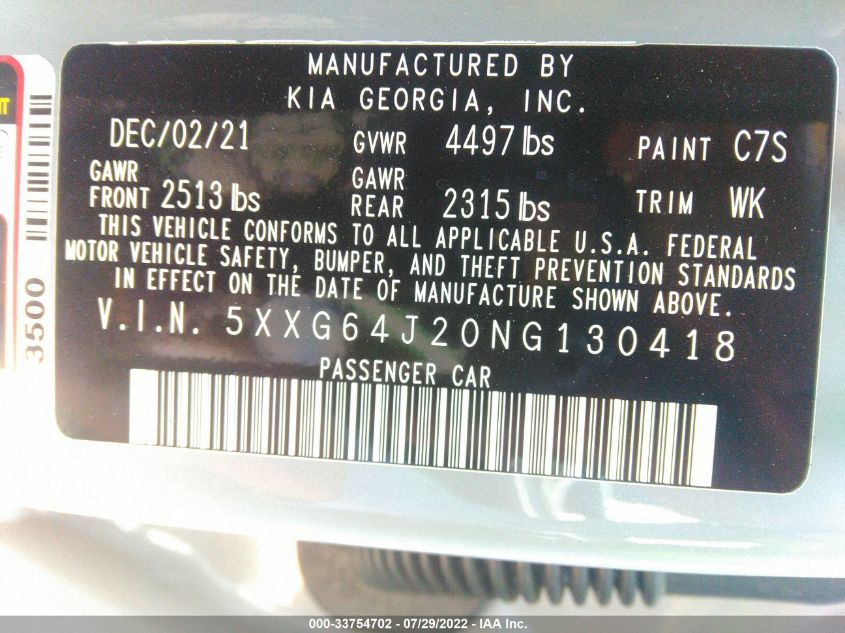 MANUFACTURED BY
KIA GEORGIA, INC.
DEC/02/21 GVWR 4497 lbs PAINT C7S
GAWR FRONT 2513 lbs GAWR REAR 2315 lbs TRIM WK
THIS VEHICLE CONFORMS TO ALL APPLICABLE U.S.A. FEDERAL
MOTOR VEHICLE SAFETY, BUMPER, AND THEFT PREVENTION STANDARDS
IN EFFECT ON THE DATE OF MANUFACTURE SHOWN ABOVE.
V.I.N. 5XXG64J20NG130418
PASSENGER CAR
3500
000-33754702 - 07/29/2022 - IAA Inc.